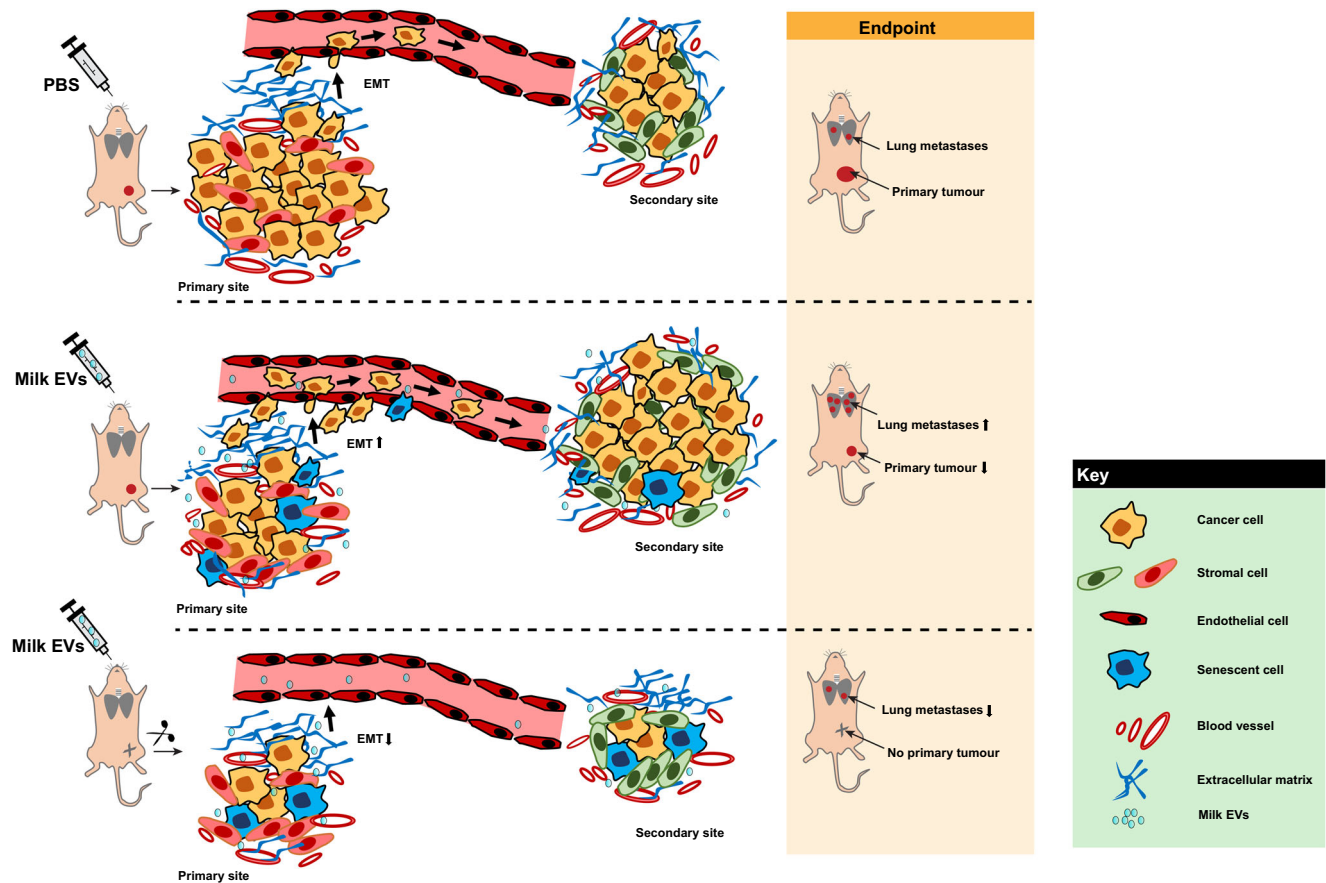 Endpoint
PBS
EMT
Lung metastases
Primary tumour
Secondary site
Primary site
Milk EVs
EMT ⬆
Lung metastases ⬆
Primary tumour ⬇
Secondary site
Primary site
Milk EVs
EMT ⬇
Lung metastases ⬇
No primary tumour
Secondary site
Primary site
Key
Cancer cell
Stromal cell
Endothelial cell
Senescent cell
Blood vessel
Extracellular matrix
Milk EVs